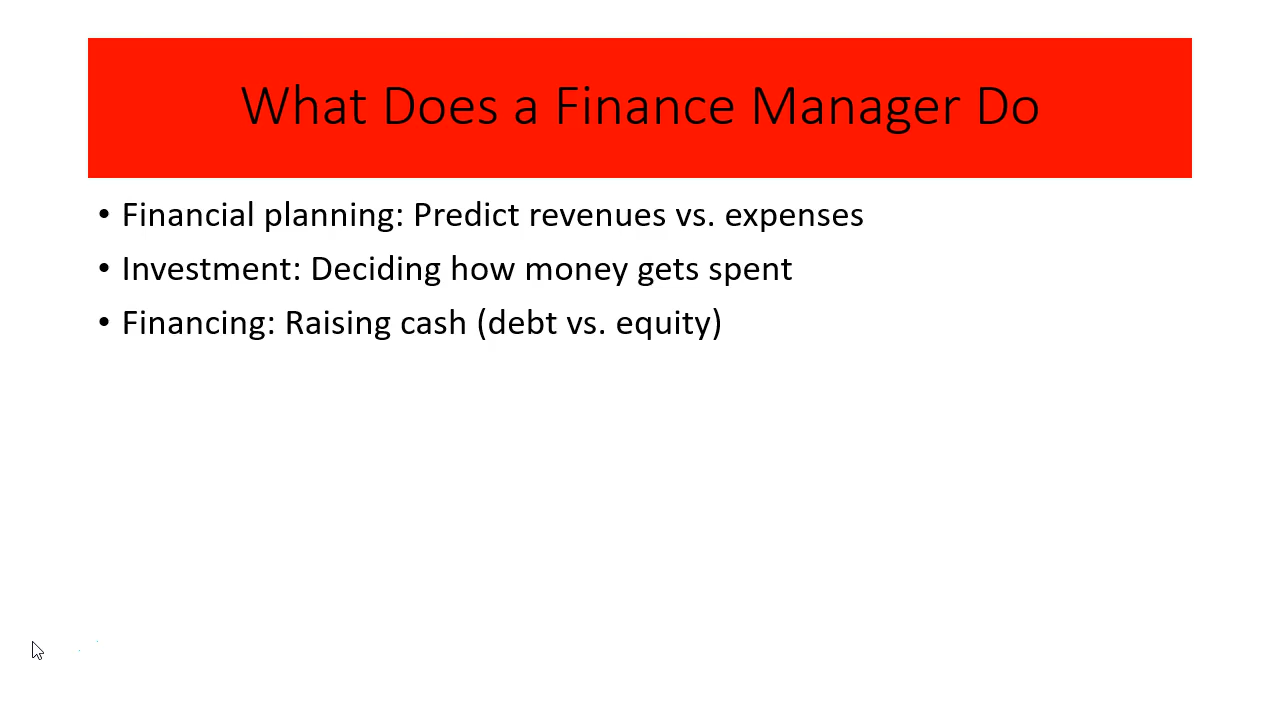 What Does a Finance Manager Do
• Financial planning: Predict revenues vs. expenses
• Investment: Deciding how money gets spent
• Financing: Raising cash (debt vs. equity)